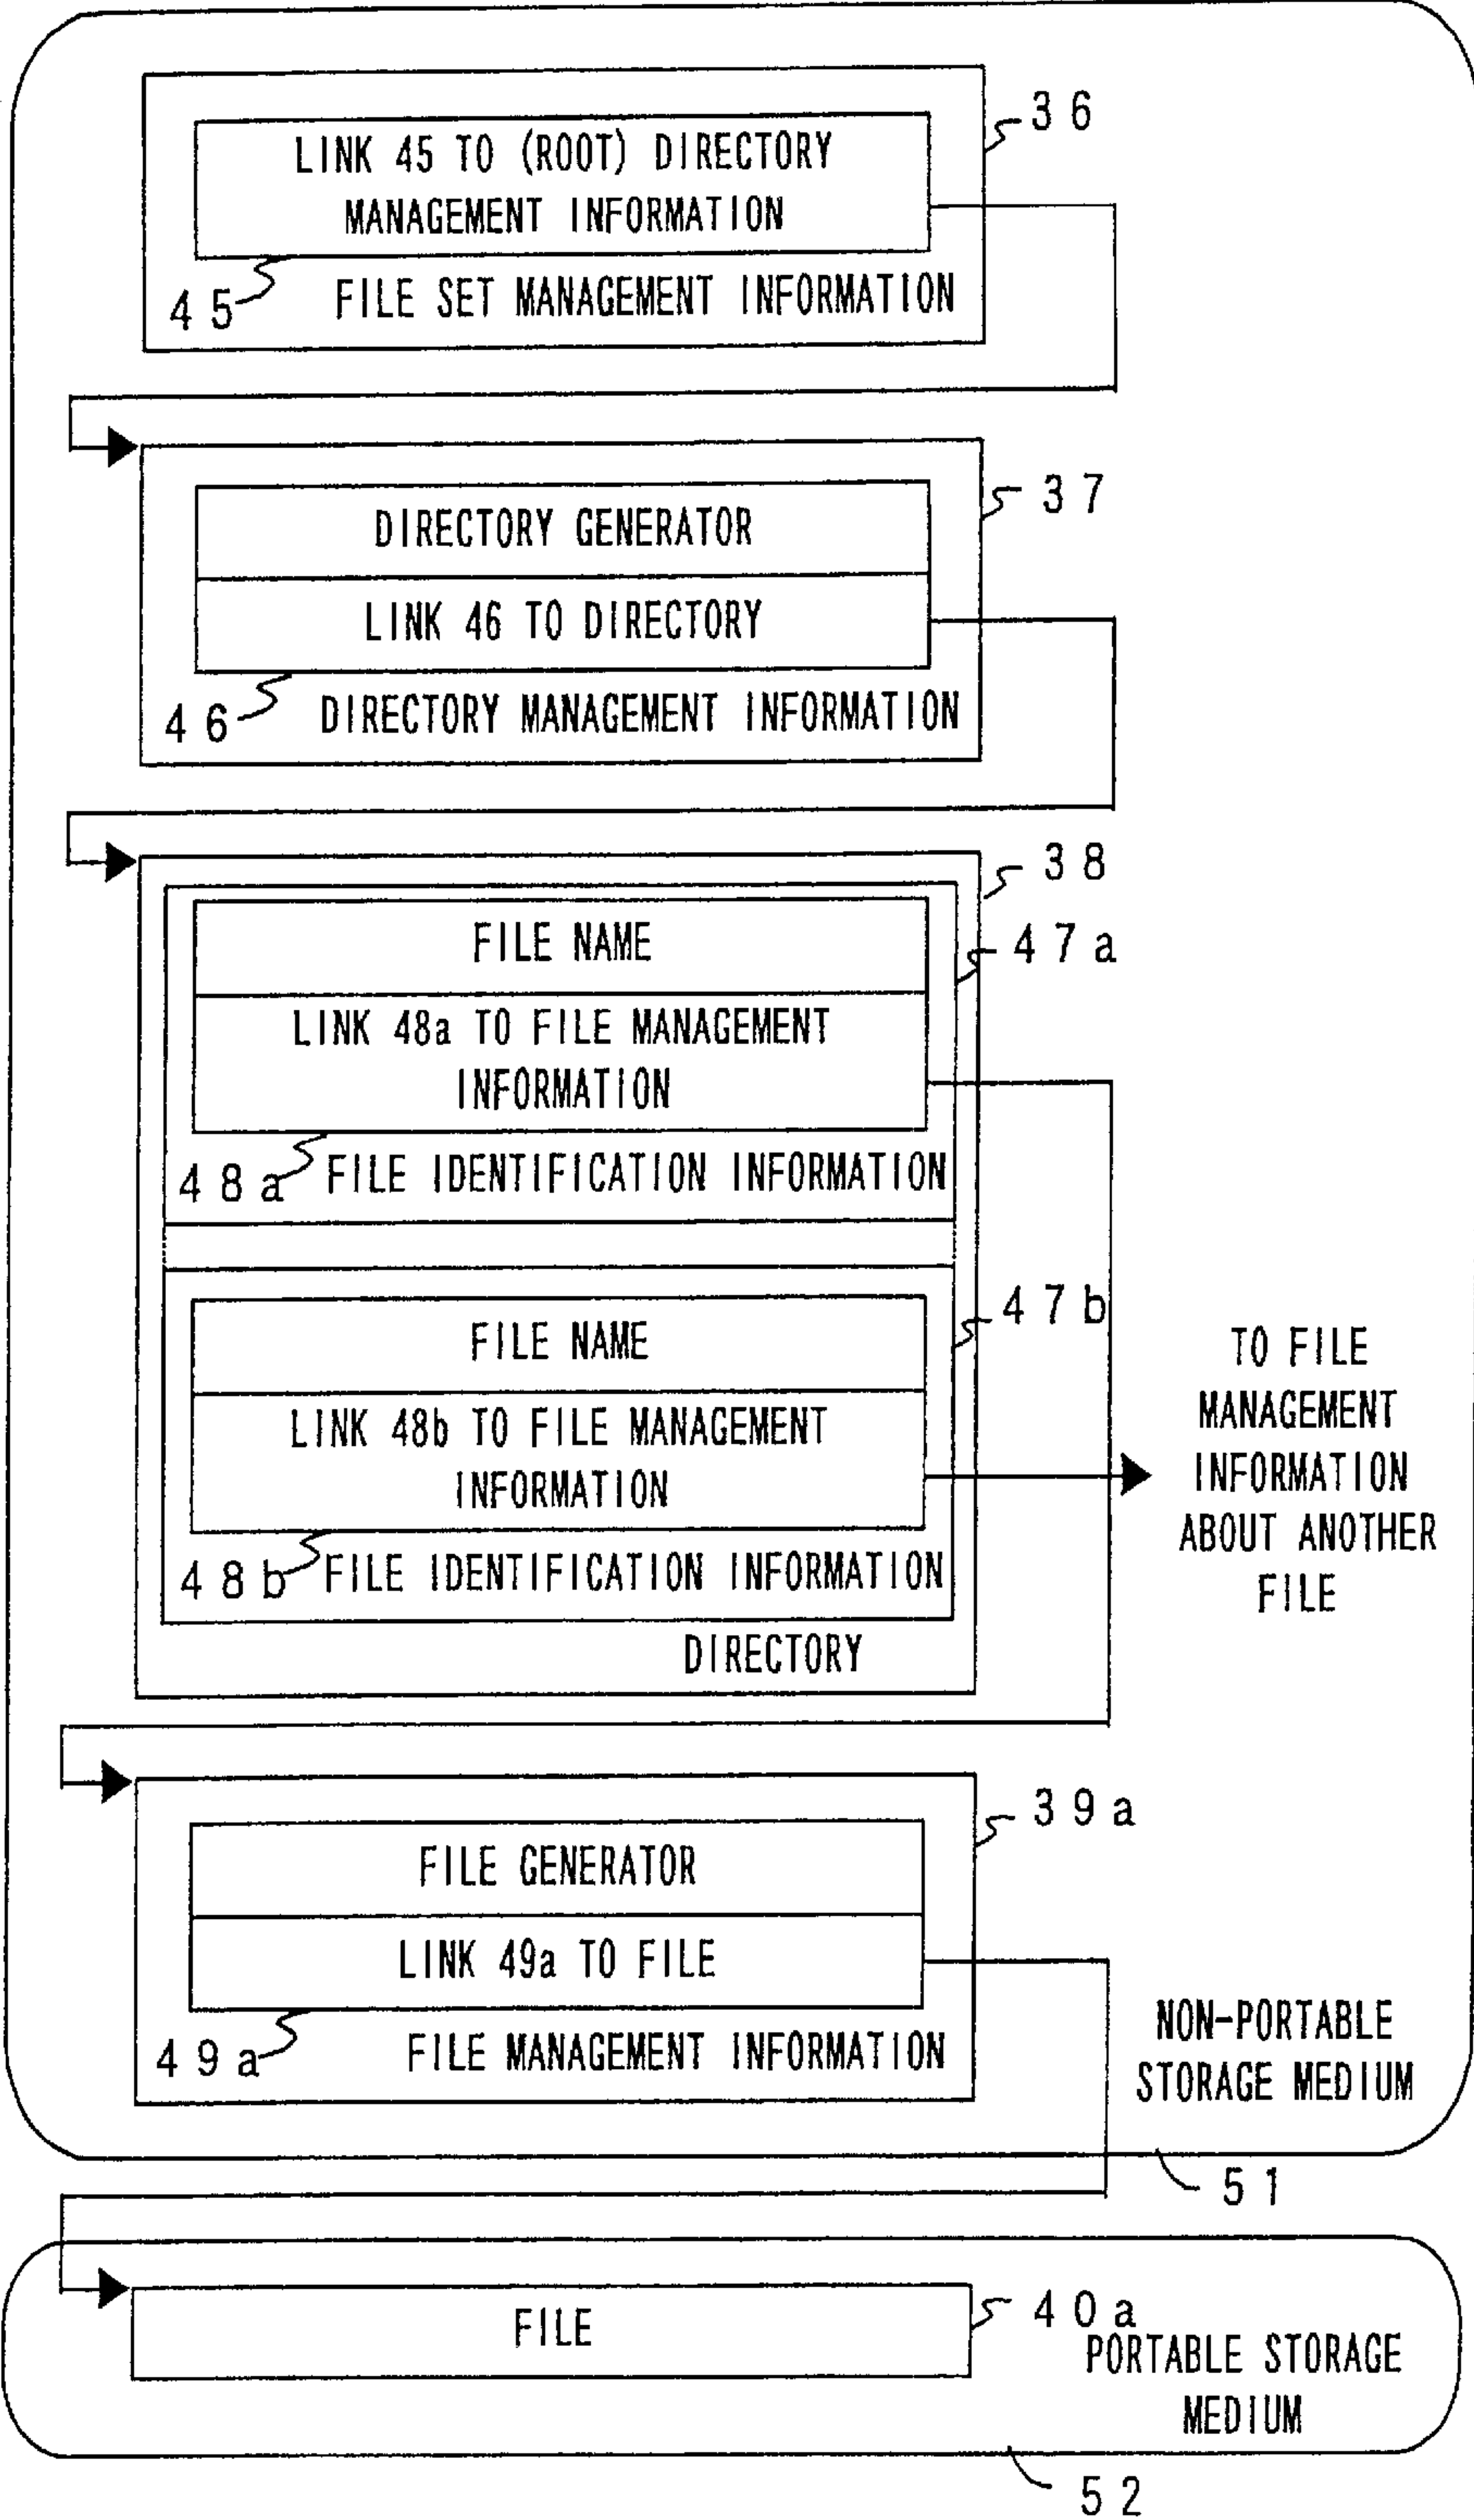 36
LINK 45 TO (ROOT) DIRECTORY
MANAGEMENT INFORMATION
45
FILE SET MANAGEMENT INFORMATION
37
DIRECTORY GENERATOR
LINK 46 TO DIRECTORY
46
DIRECTORY MANAGEMENT INFORMATION
38
47a
FILE NAME
LINK 48a TO FILE MANAGEMENT
INFORMATION
48a
FILE IDENTIFICATION INFORMATION
47b
FILE NAME
LINK 48b TO FILE MANAGEMENT
INFORMATION
48b
FILE IDENTIFICATION INFORMATION
DIRECTORY
TO FILE
MANAGEMENT
INFORMATION
ABOUT ANOTHER
FILE
39a
FILE GENERATOR
LINK 49a TO FILE
49a
FILE MANAGEMENT INFORMATION
NON-PORTABLE
STORAGE MEDIUM
51
FILE
40a
PORTABLE STORAGE
MEDIUM
52